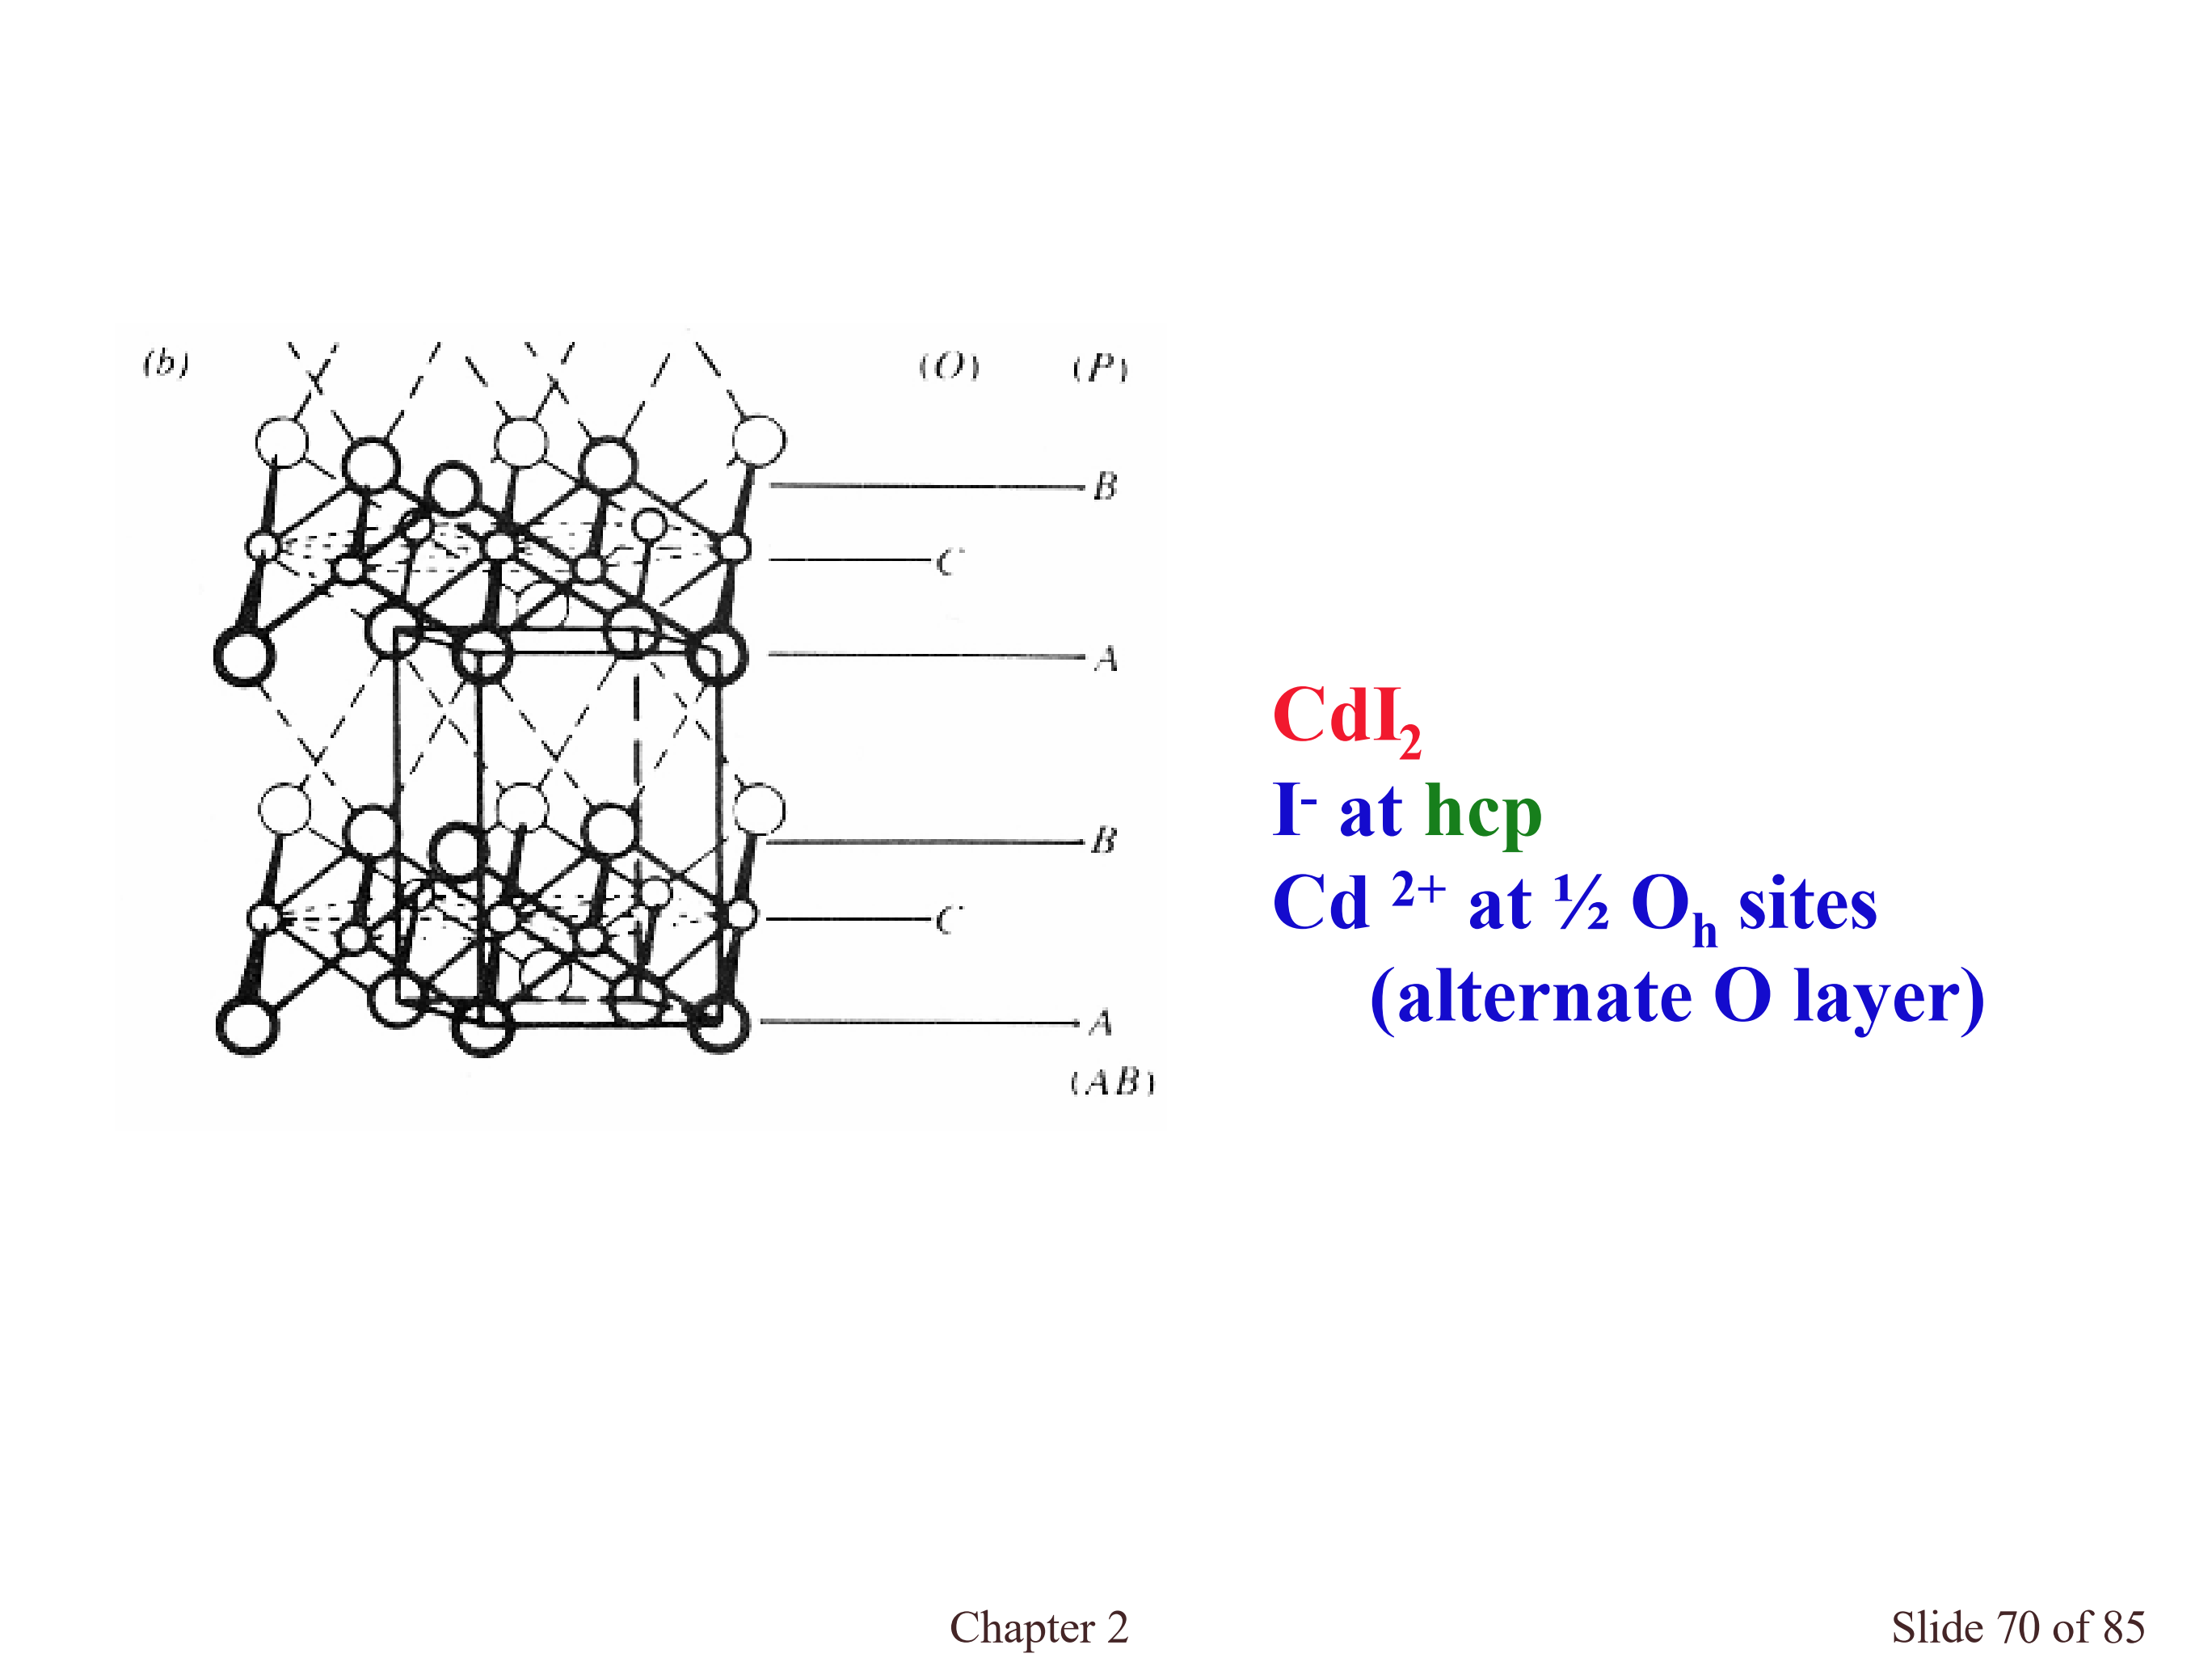 (b) (O) (P)
B
C
A
B
C
A
(AB)
CdI₂
I⁻ at hcp
Cd ²⁺ at ½ Oₕ sites
(alternate O layer)
Chapter 2
Slide 70 of 85